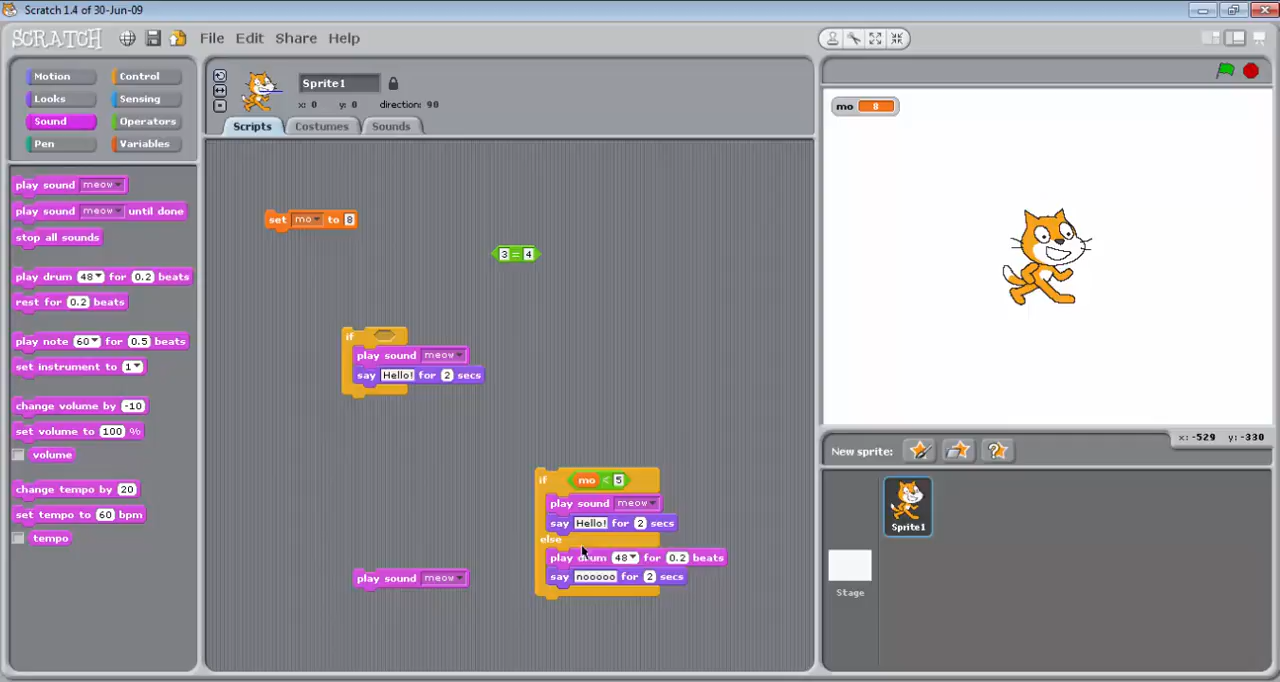 Scratch 1.4 of 30-Jun-09
SCRATCH File Edit Share Help
Motion Control
Looks Sensing
Sound Operators
Pen Variables
Sprite1
x: 0 y: 0 direction: 90
Scripts Costumes Sounds
play sound meow
play sound meow until done
stop all sounds
play drum 48 for 0.2 beats
rest for 0.2 beats
play note 60 for 0.5 beats
set instrument to 1
change volume by -10
set volume to 100 %
volume
change tempo by 20
set tempo to 60 bpm
tempo
set mo to 8
3 = 4
if
play sound meow
say Hello! for 2 secs
if mo < 5
play sound meow
say Hello! for 2 secs
else
play drum 48 for 0.2 beats
say nooooo for 2 secs
play sound meow
mo 8
x: -529 y: -330
New sprite:
Sprite1
Stage